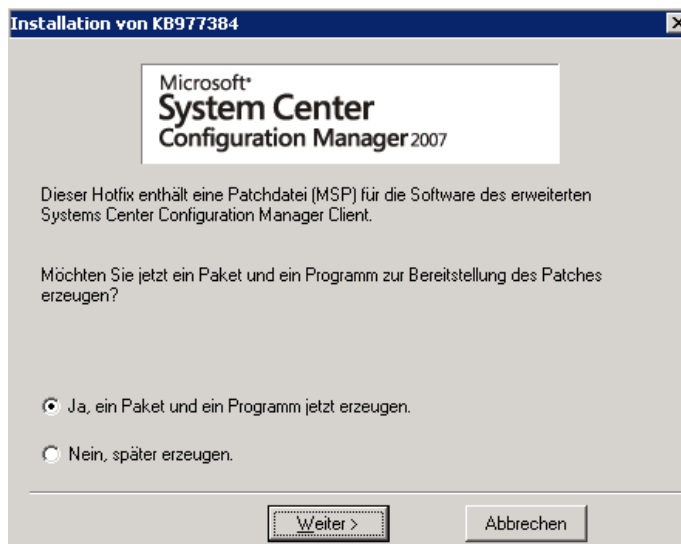 Installation von KB977384
Microsoft
System Center
Configuration Manager 2007
Dieser Hotfix enthält eine Patchdatei (MSP) für die Software des erweiterten
Systems Center Configuration Manager Client.
Möchten Sie jetzt ein Paket und ein Programm zur Bereitstellung des Patches
erzeugen?
Ja, ein Paket und ein Programm jetzt erzeugen.
Nein, später erzeugen.
Weiter > Abbrechen